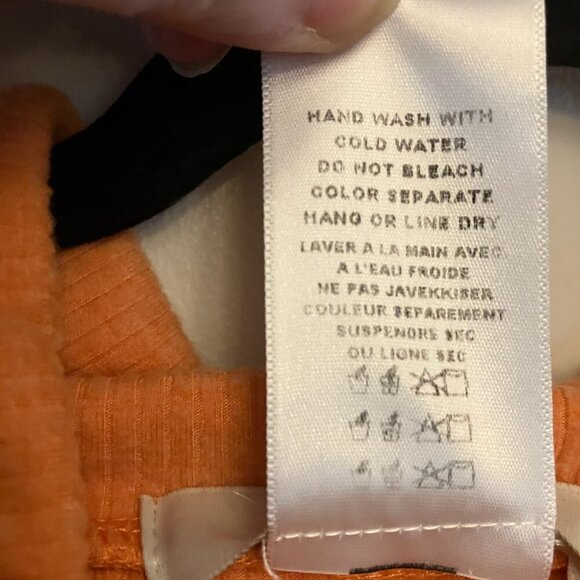 HAND WASH WITH
COLD WATER
DO NOT BLEACH
COLOR SEPARATE
HANG OR LINE DRY
LAVER A LA MAIN AVEC
A L'EAU FROIDE
NE PAS JAVEKKISER
COULEUR SEPAREMENT
SUSPENDRE SEC
OU LIGNE SEC